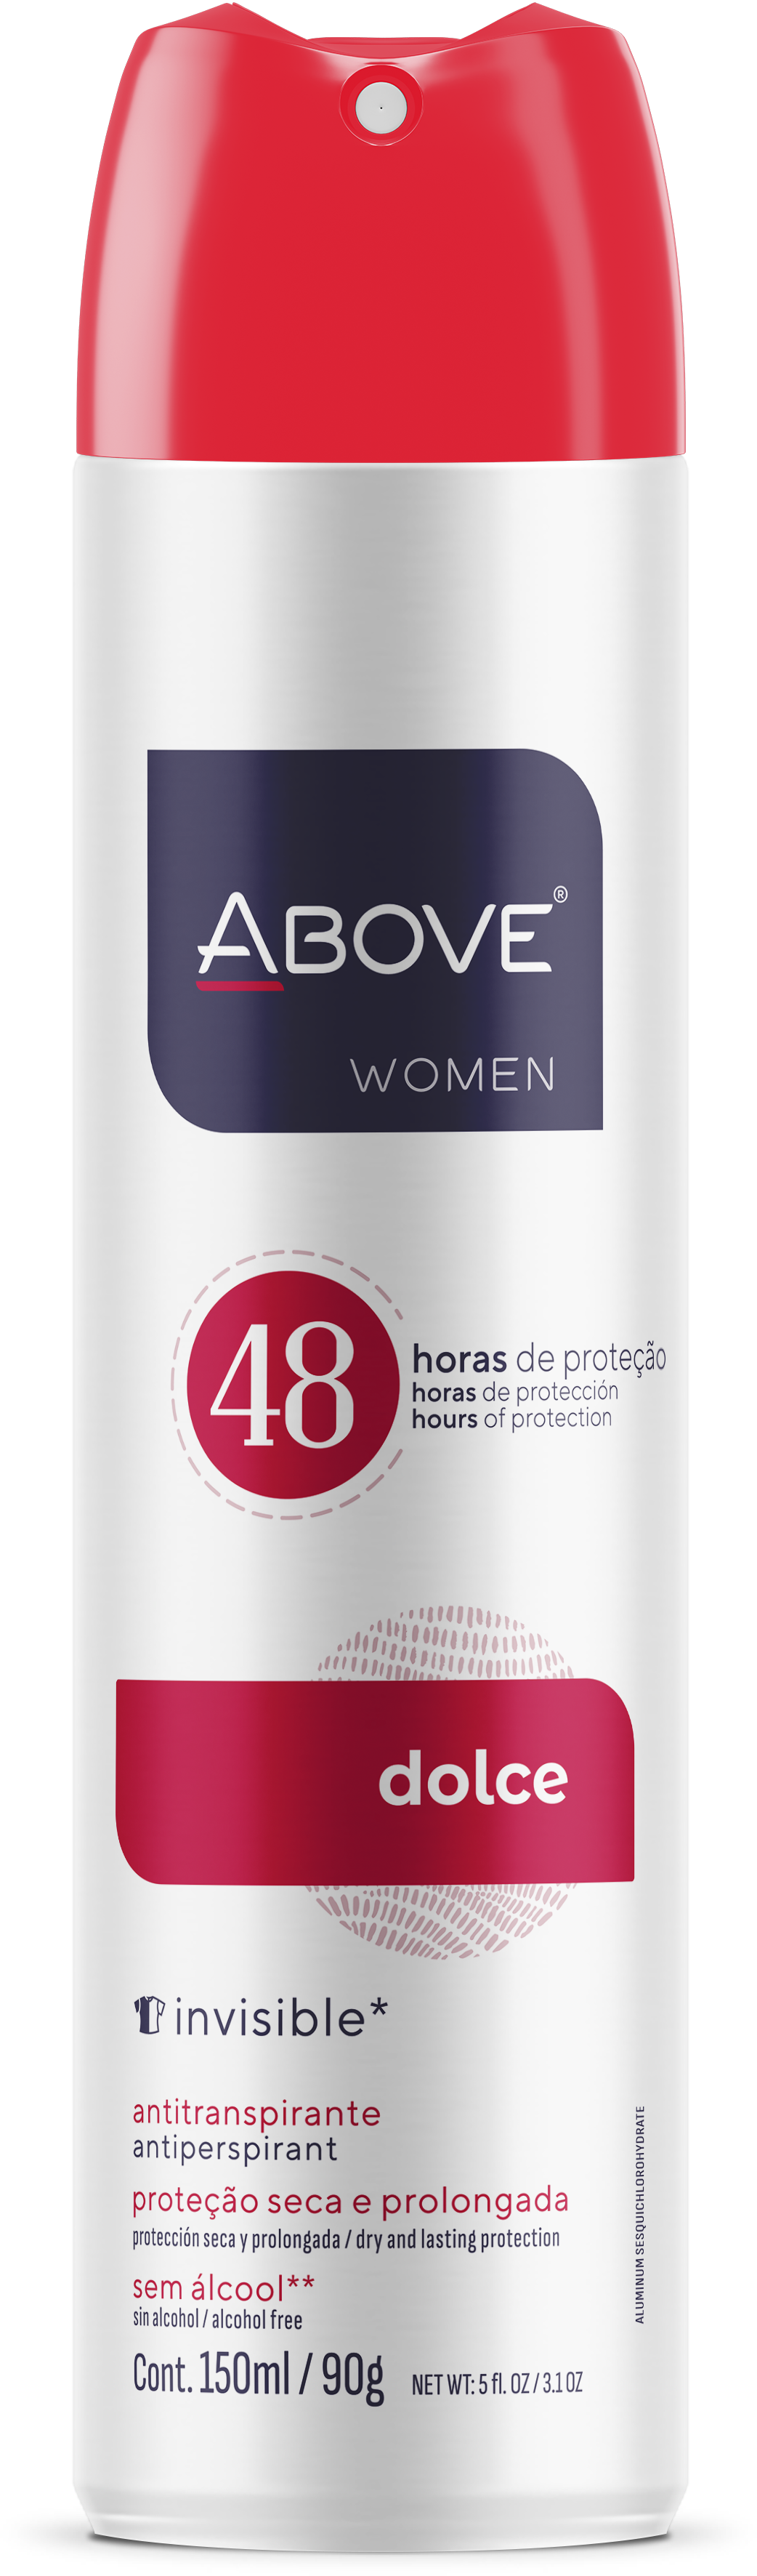 ABOVE®
WOMEN
48
horas de proteção
horas de protección
hours of protection
dolce
invisible*
antitranspirante
antiperspirant
proteção seca e prolongada
protección seca y prolongada / dry and lasting protection
sem álcool**
sin alcohol / alcohol free
Cont. 150ml / 90g NET WT: 5 fl. OZ / 3.1 OZ
ALUMINUM SESQUICHLOROHYDRATE